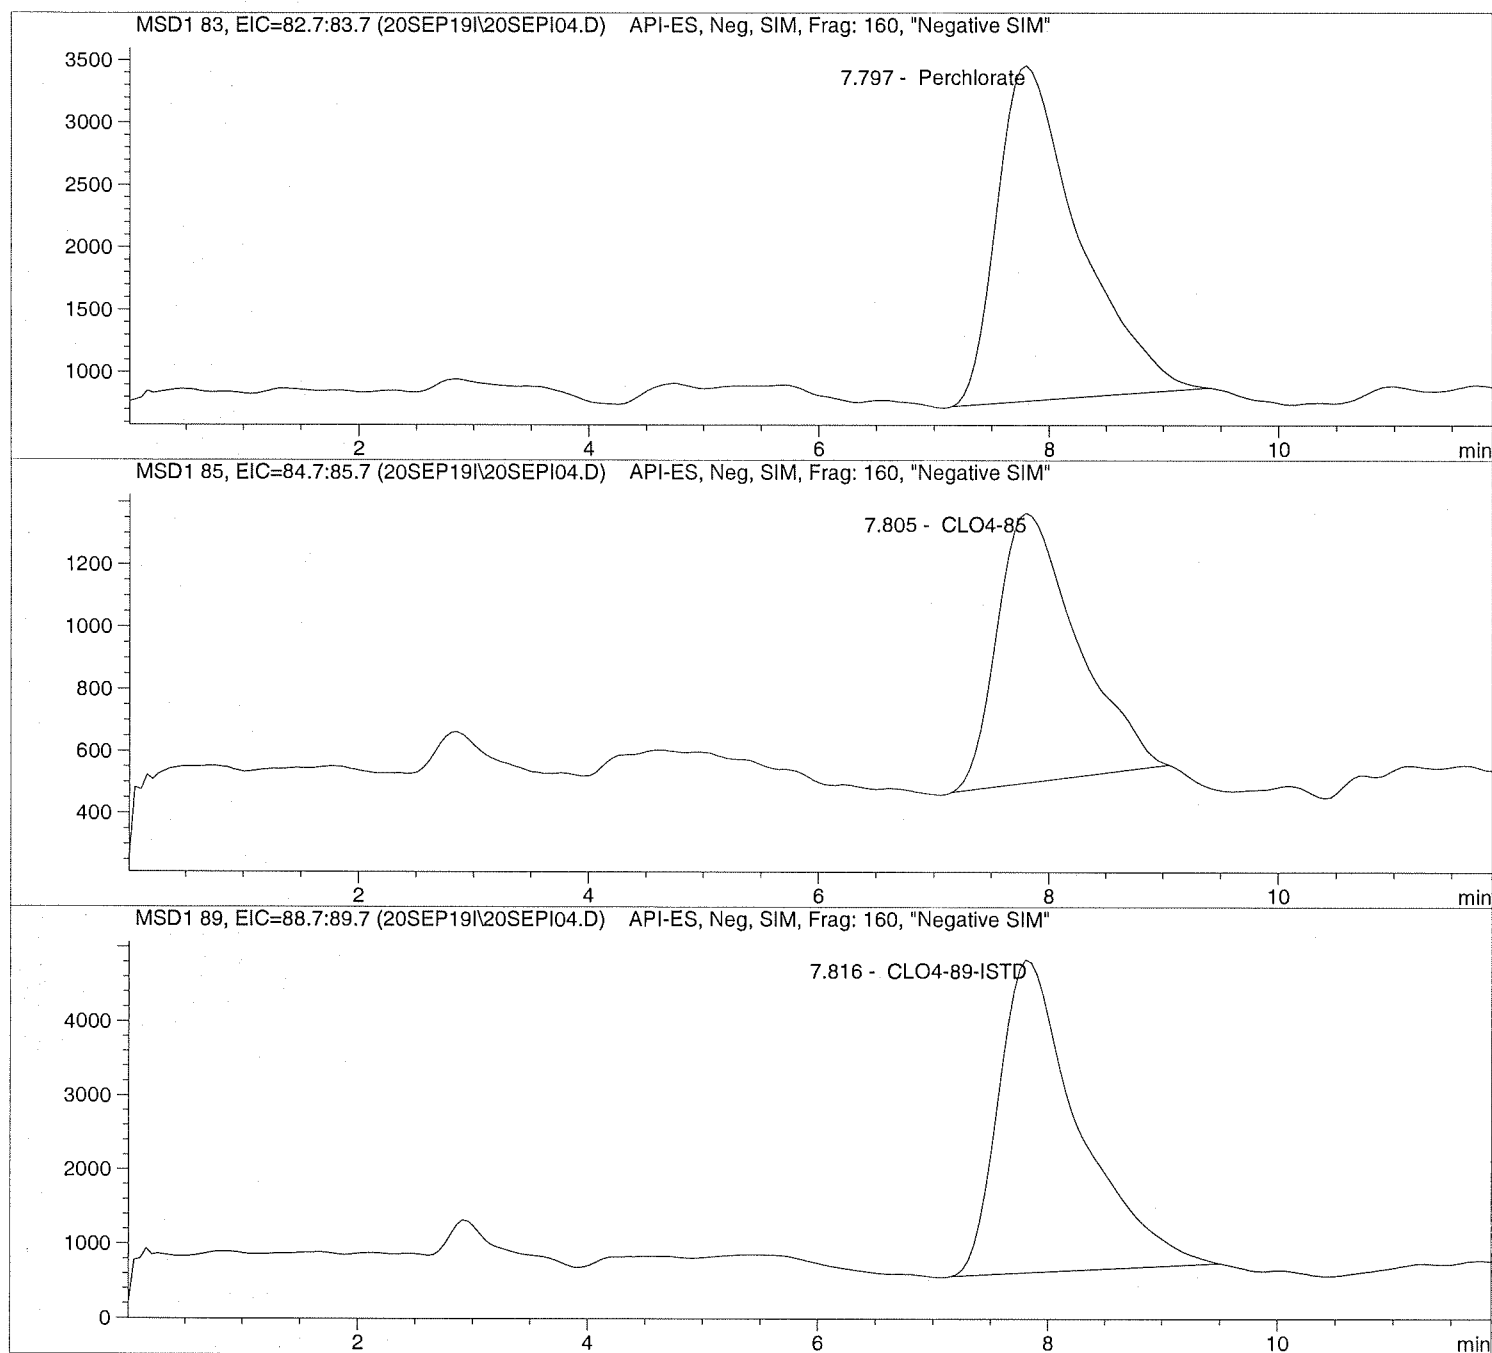 MSD1 83, EIC=82.7:83.7 (20SEP19I\20SEPI04.D) API-ES, Neg, SIM, Frag: 160, "Negative SIM"
7.797 - Perchlorate
3500
3000
2500
2000
1500
1000
2 4 6 8 10 min
MSD1 85, EIC=84.7:85.7 (20SEP19I\20SEPI04.D) API-ES, Neg, SIM, Frag: 160, "Negative SIM"
7.805 - CLO4-85
1200
1000
800
600
400
2 4 6 8 10 min
MSD1 89, EIC=88.7:89.7 (20SEP19I\20SEPI04.D) API-ES, Neg, SIM, Frag: 160, "Negative SIM"
7.816 - CLO4-89-ISTD
4000
3000
2000
1000
0
2 4 6 8 10 min